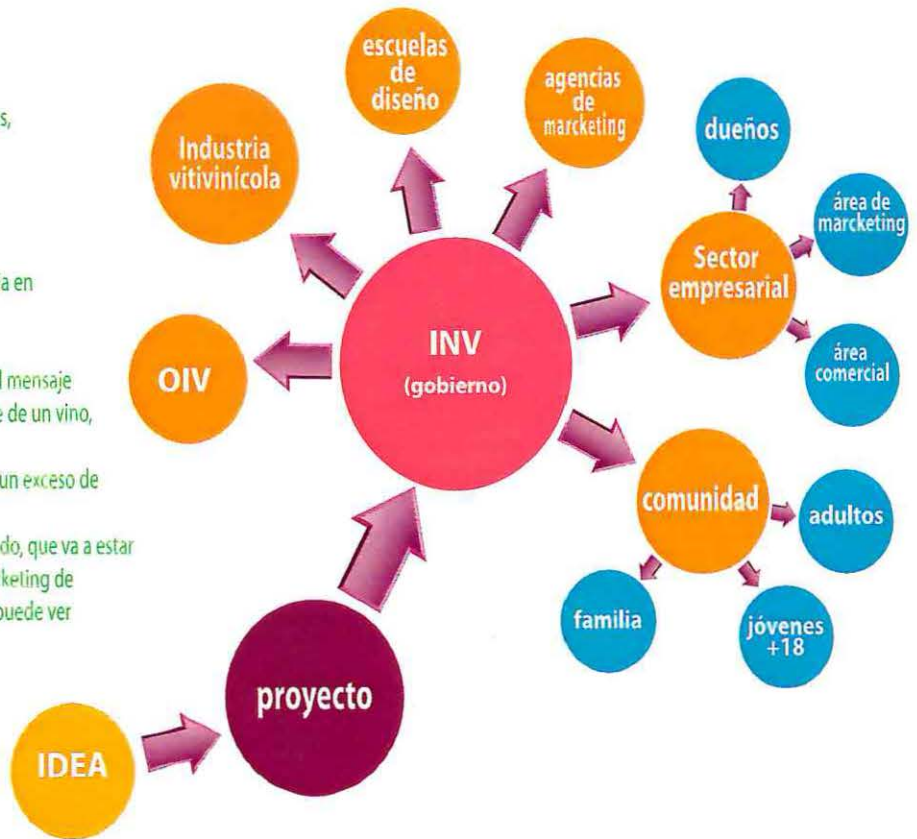 s,
a en
l mensaje
e de un vino,
un exceso de
do, que va a estar
keting de
puede ver
escuelas
de
diseño
agencias
de
marcketing
Industria
vitivinícola
OIV
INV
(gobierno)
dueños
área de
marcketing
Sector
empresarial
área
comercial
comunidad
adultos
familia
jóvenes
+18
proyecto
IDEA